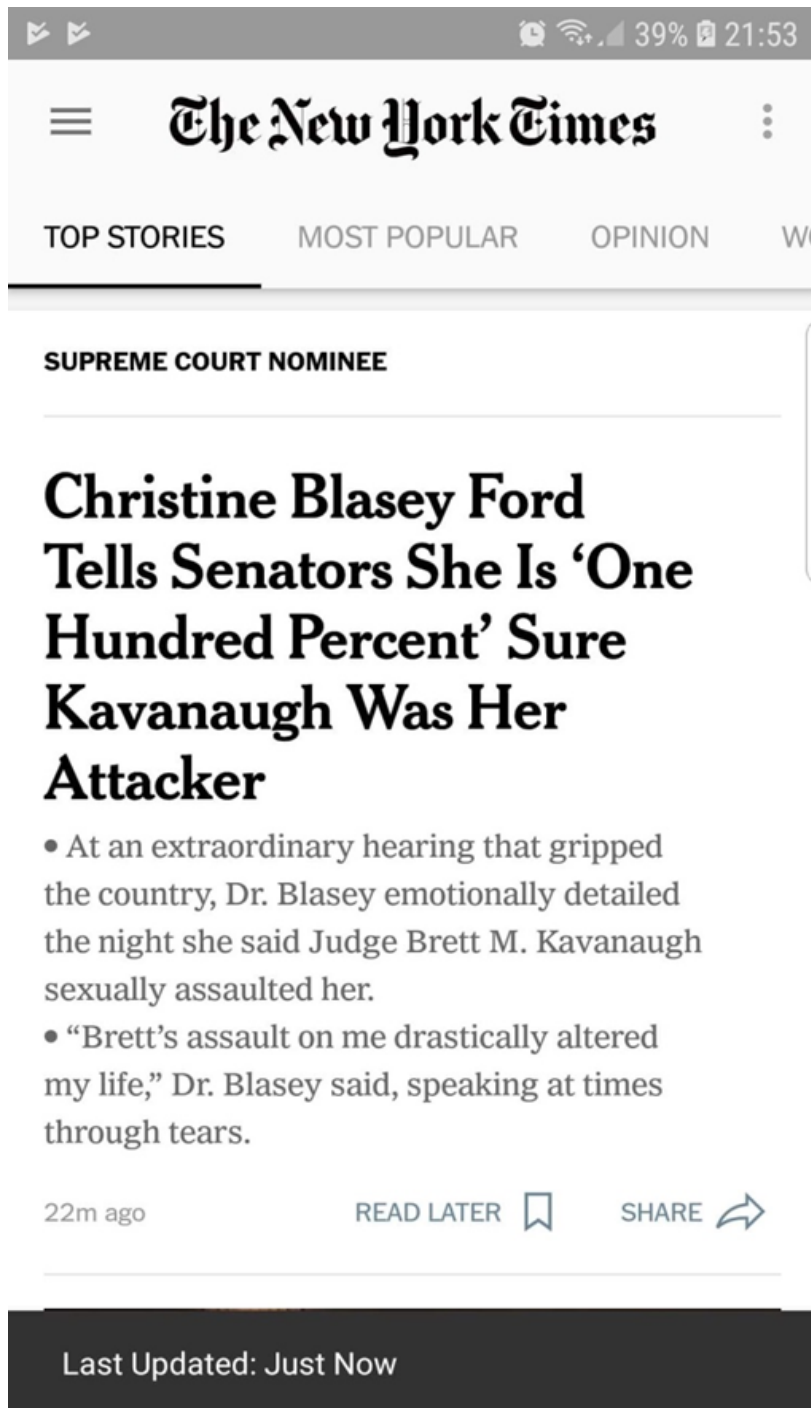 39% 21:53
The New York Times
TOP STORIES MOST POPULAR OPINION
SUPREME COURT NOMINEE
Christine Blasey Ford
Tells Senators She Is ‘One
Hundred Percent’ Sure
Kavanaugh Was Her
Attacker
• At an extraordinary hearing that gripped
the country, Dr. Blasey emotionally detailed
the night she said Judge Brett M. Kavanaugh
sexually assaulted her.
• “Brett’s assault on me drastically altered
my life,” Dr. Blasey said, speaking at times
through tears.
22m ago READ LATER SHARE
Last Updated: Just Now